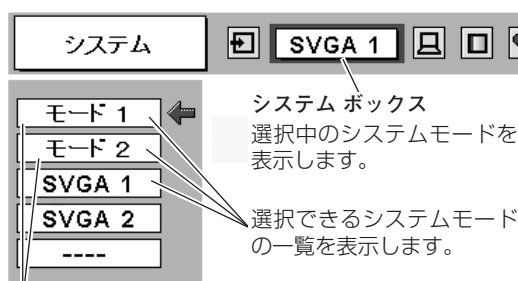 システム
SVGA 1
システム ボックス
選択中のシステムモードを
表示します。
モード 1
モード 2
SVGA 1
SVGA 2
----
選択できるシステムモード
の一覧を表示します。